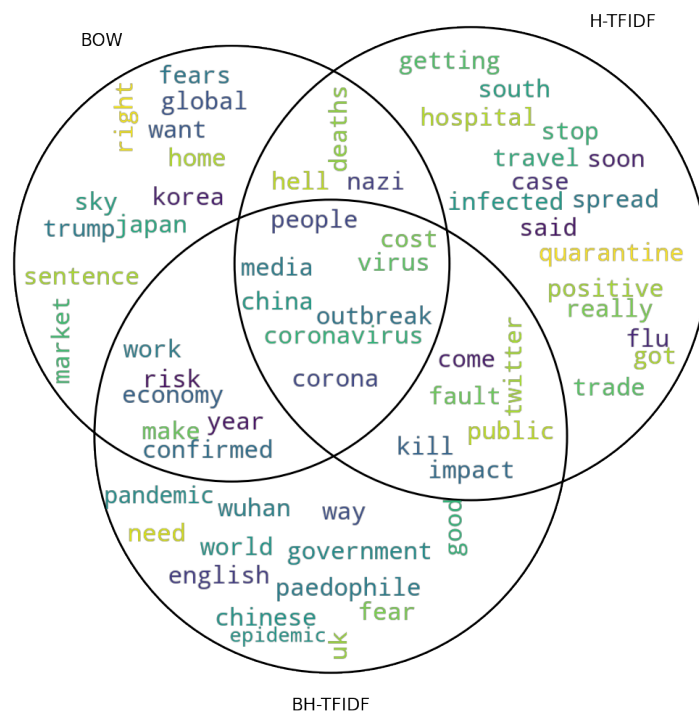 H-TFIDF
BOW
getting
fears
south
right
global
deaths
hospital
want
stop
home
travel soon
hell nazi
case
sky
korea
infected spread
trump japan
people
said
cost
quarantine
media
virus
sentence
positive
china
really
outbreak
market
coronavirus
flu
got
work
come
twitter
risk
corona
trade
economy
fault
make year
public
confirmed
kill
impact
pandemic
wuhan
way
good
need
world
government
english
paedophile
fear
chinese
epidemic
uk
BH-TFIDF